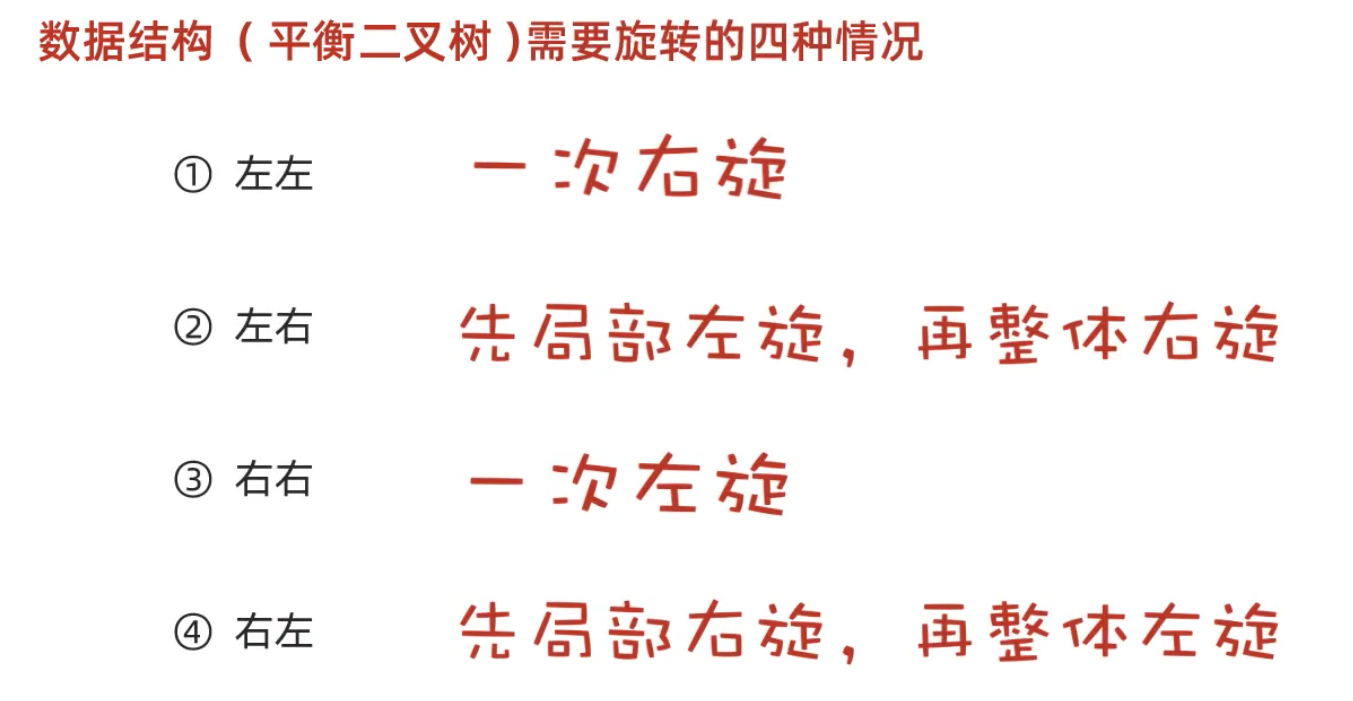 数据结构（平衡二叉树)需要旋转的四种情况
① 左左 一次右旋
② 左右 先局部左旋，再整体右旋
③ 右右 一次左旋
④ 右左 先局部右旋，再整体左旋